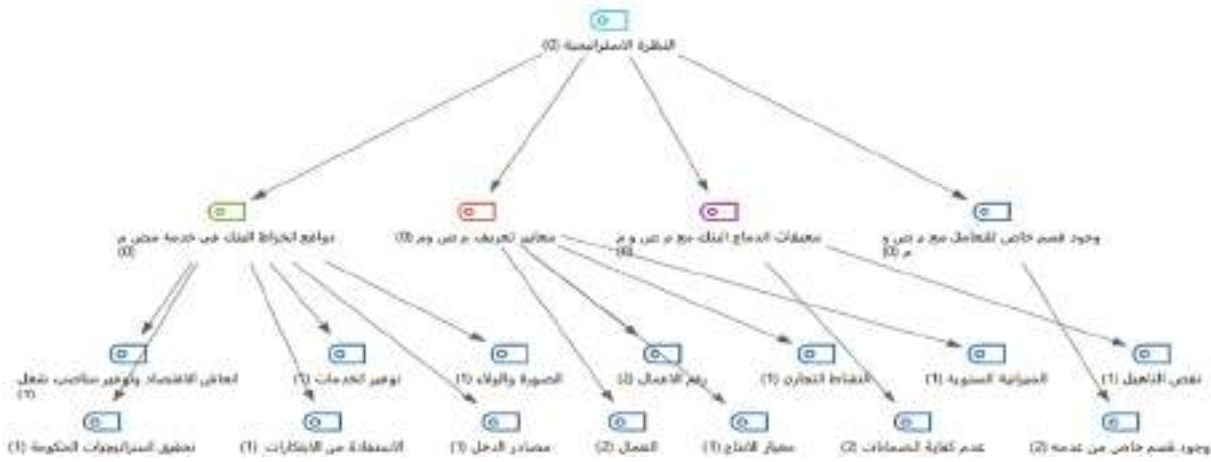 النظرة الاستراتيجية (0)
دوافع انخراط البنك في خدمة مص م
(0)
معايير تعريف م ص وم (0)
معيقات اندماج البنك مع م ص و م
(0)
وجود قسم خاص للتعامل مع م ص و
م (0)
انعاش الاقتصاد وتوفير مناصب شغل
(1)
توفير الخدمات (1)
الصورة والولاء (1)
رقم الاعمال (2)
النشاط التجاري (1)
الميزانية السنوية (1)
نقص التاهيل (1)
تحقيق استراتيجيات الحكومة (1)
الاستفادة من الابتكارات (1)
مصادر الدخل (1)
العمال (2)
معيار الانتاج (1)
عدم كفاية الضمانات (2)
وجود قسم خاص من عدمه (2)